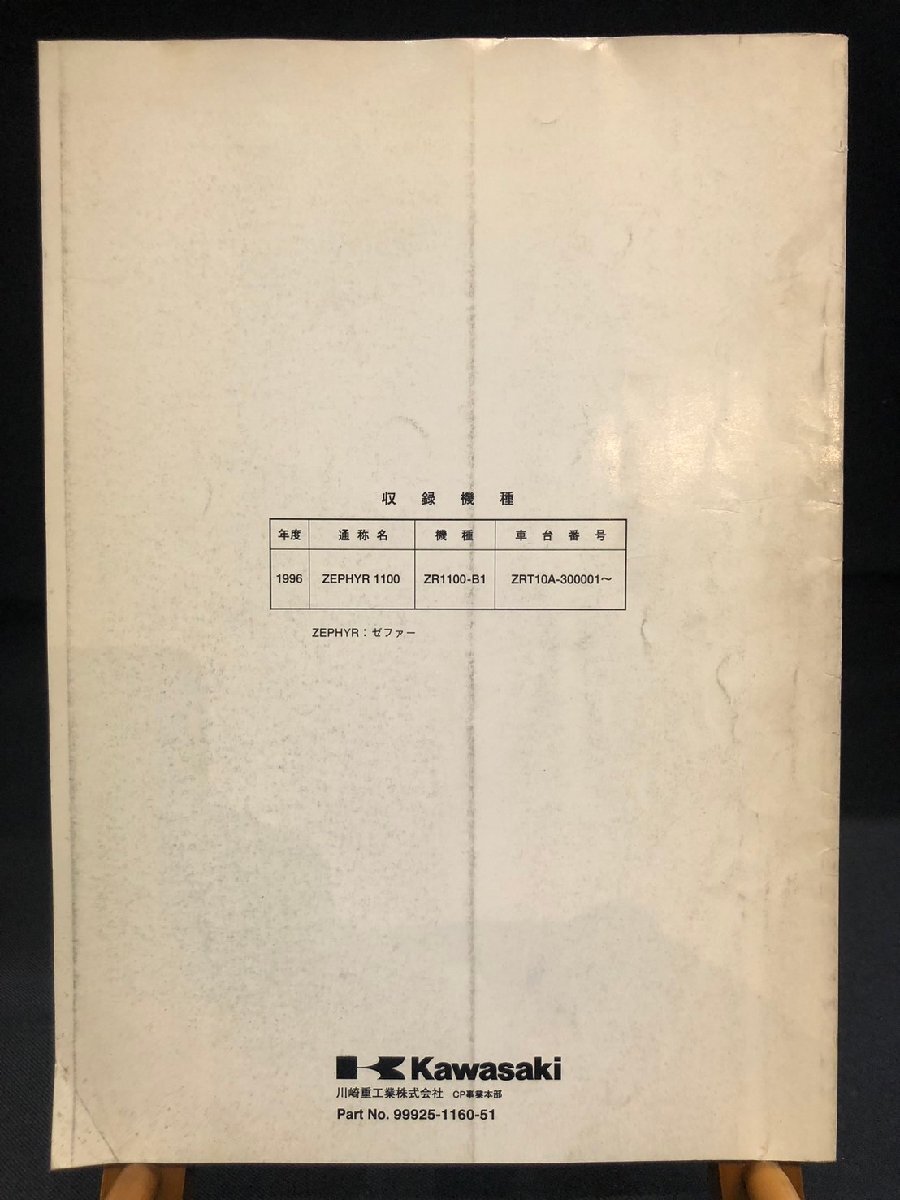 収録機種
年度 通称名 機種 車台番号
1996 ZEPHYR 1100 ZR1100-B1 ZRT10A-300001～
ZEPHYR：ゼファー
Kawasaki
川崎重工業株式会社 CP事業本部
Part No. 99925-1160-51